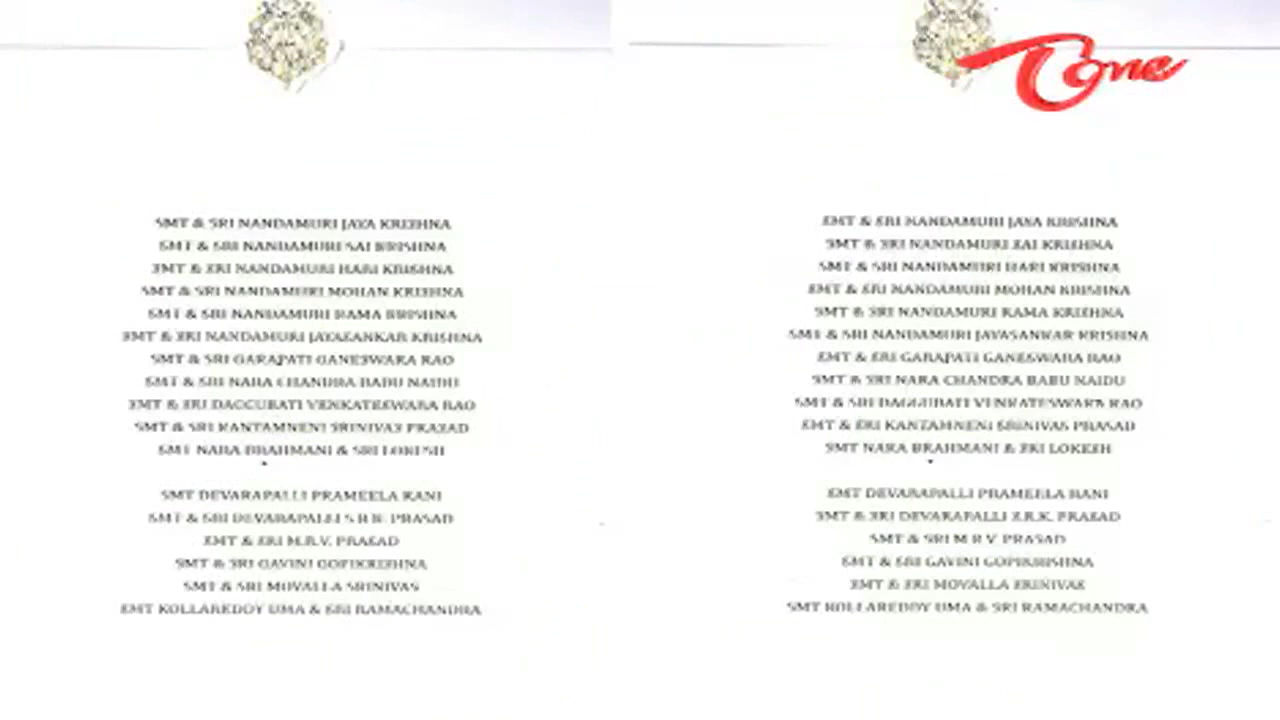 SMT & SRI NANDAMURI JAYA KRISHNA
SMT & SRI NANDAMURI SAI KRISHNA
SMT & SRI NANDAMURI HARI KRISHNA
SMT & SRI NANDAMURI MOHAN KRISHNA
SMT & SRI NANDAMURI RAMA KRISHNA
SMT & SRI NANDAMURI JAYASANKAR KRISHNA
SMT & SRI GARAPATI GANESWARA RAO
SMT & SRI NARA CHANDRA BABU NAIDU
SMT & SRI DAGGUBATI VENKATESWARA RAO
SMT & SRI KANTAMNENI SRINIVAS PRASAD
SMT NARA BRAHMANI & SRI LOKESH
SMT DEVARAPALLI PRAMEELA RANI
SMT & SRI DEVARAPALLI S.R.K. PRASAD
SMT & SRI M.R.V. PRASAD
SMT & SRI GAVINI GOPIKRISHNA
SMT & SRI MOVALLA SRINIVAS
SMT KOLLAREDDY UMA & SRI RAMACHANDRA
one
SMT & SRI NANDAMURI JAYA KRISHNA
SMT & SRI NANDAMURI SAI KRISHNA
SMT & SRI NANDAMURI HARI KRISHNA
SMT & SRI NANDAMURI MOHAN KRISHNA
SMT & SRI NANDAMURI RAMA KRISHNA
SMT & SRI NANDAMURI JAYASANKAR KRISHNA
SMT & SRI GARAPATI GANESWARA RAO
SMT & SRI NARA CHANDRA BABU NAIDU
SMT & SRI DAGGUBATI VENKATESWARA RAO
SMT & SRI KANTAMNENI SRINIVAS PRASAD
SMT NARA BRAHMANI & SRI LOKESH
SMT DEVARAPALLI PRAMEELA RANI
SMT & SRI DEVARAPALLI S.R.K. PRASAD
SMT & SRI M.R.V. PRASAD
SMT & SRI GAVINI GOPIKRISHNA
SMT & SRI MOVALLA SRINIVAS
SMT KOLLAREDDY UMA & SRI RAMACHANDRA